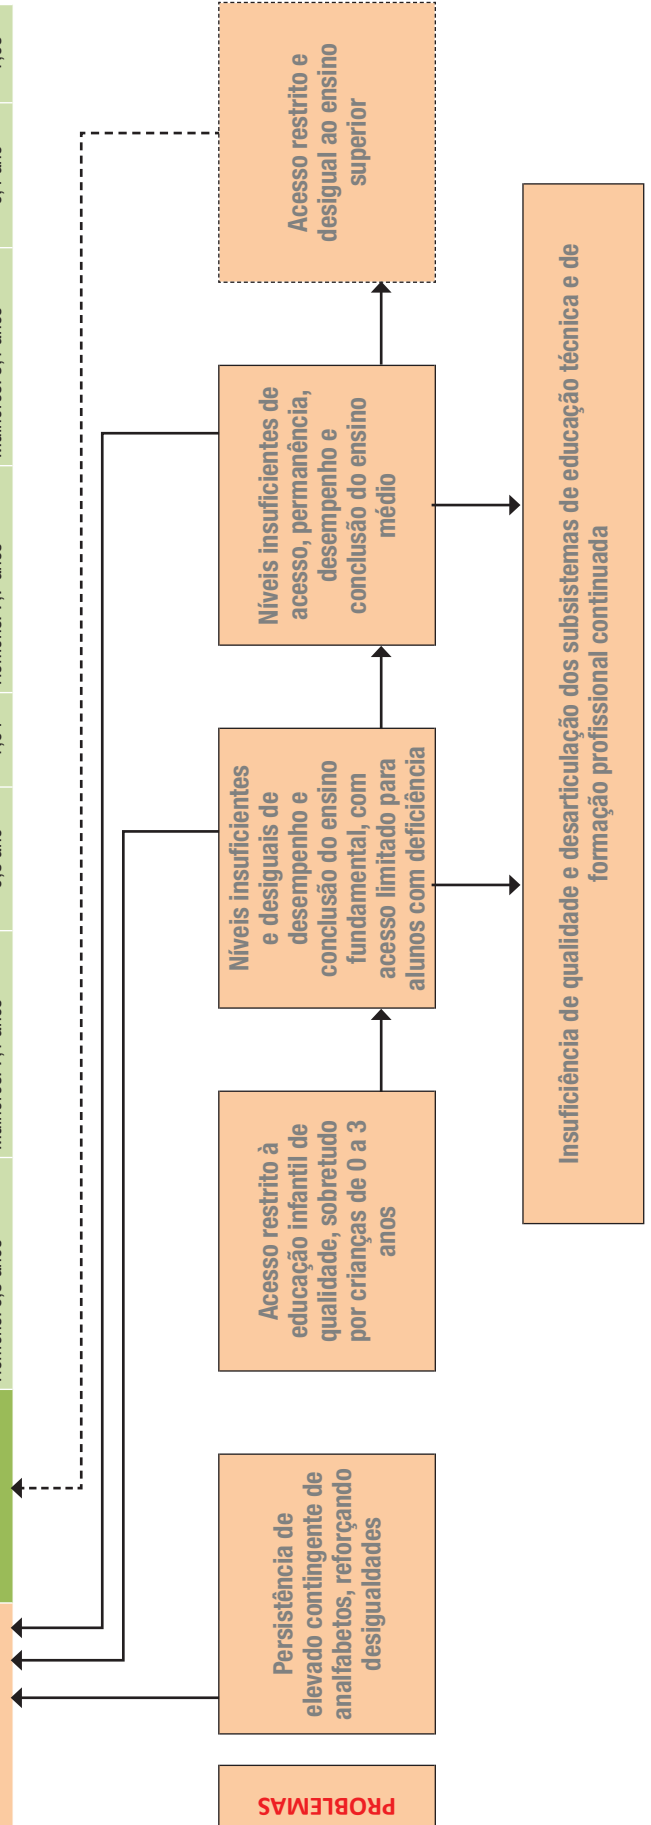 PROBLEMAS
Persistência de
elevado contingente de
analfabetos, reforçando
desigualdades
Acesso restrito à
educação infantil de
qualidade, sobretudo
por crianças de 0 a 3
anos
Níveis insuficientes
e desiguais de
desempenho e
conclusão do ensino
fundamental, com
acesso limitado para
alunos com deficiência
Níveis insuficientes de
acesso, permanência,
desempenho e
conclusão do ensino
médio
Acesso restrito e
desigual ao ensino
superior
Insuficiência de qualidade e desarticulação dos subsistemas de educação técnica e de
formação profissional continuada